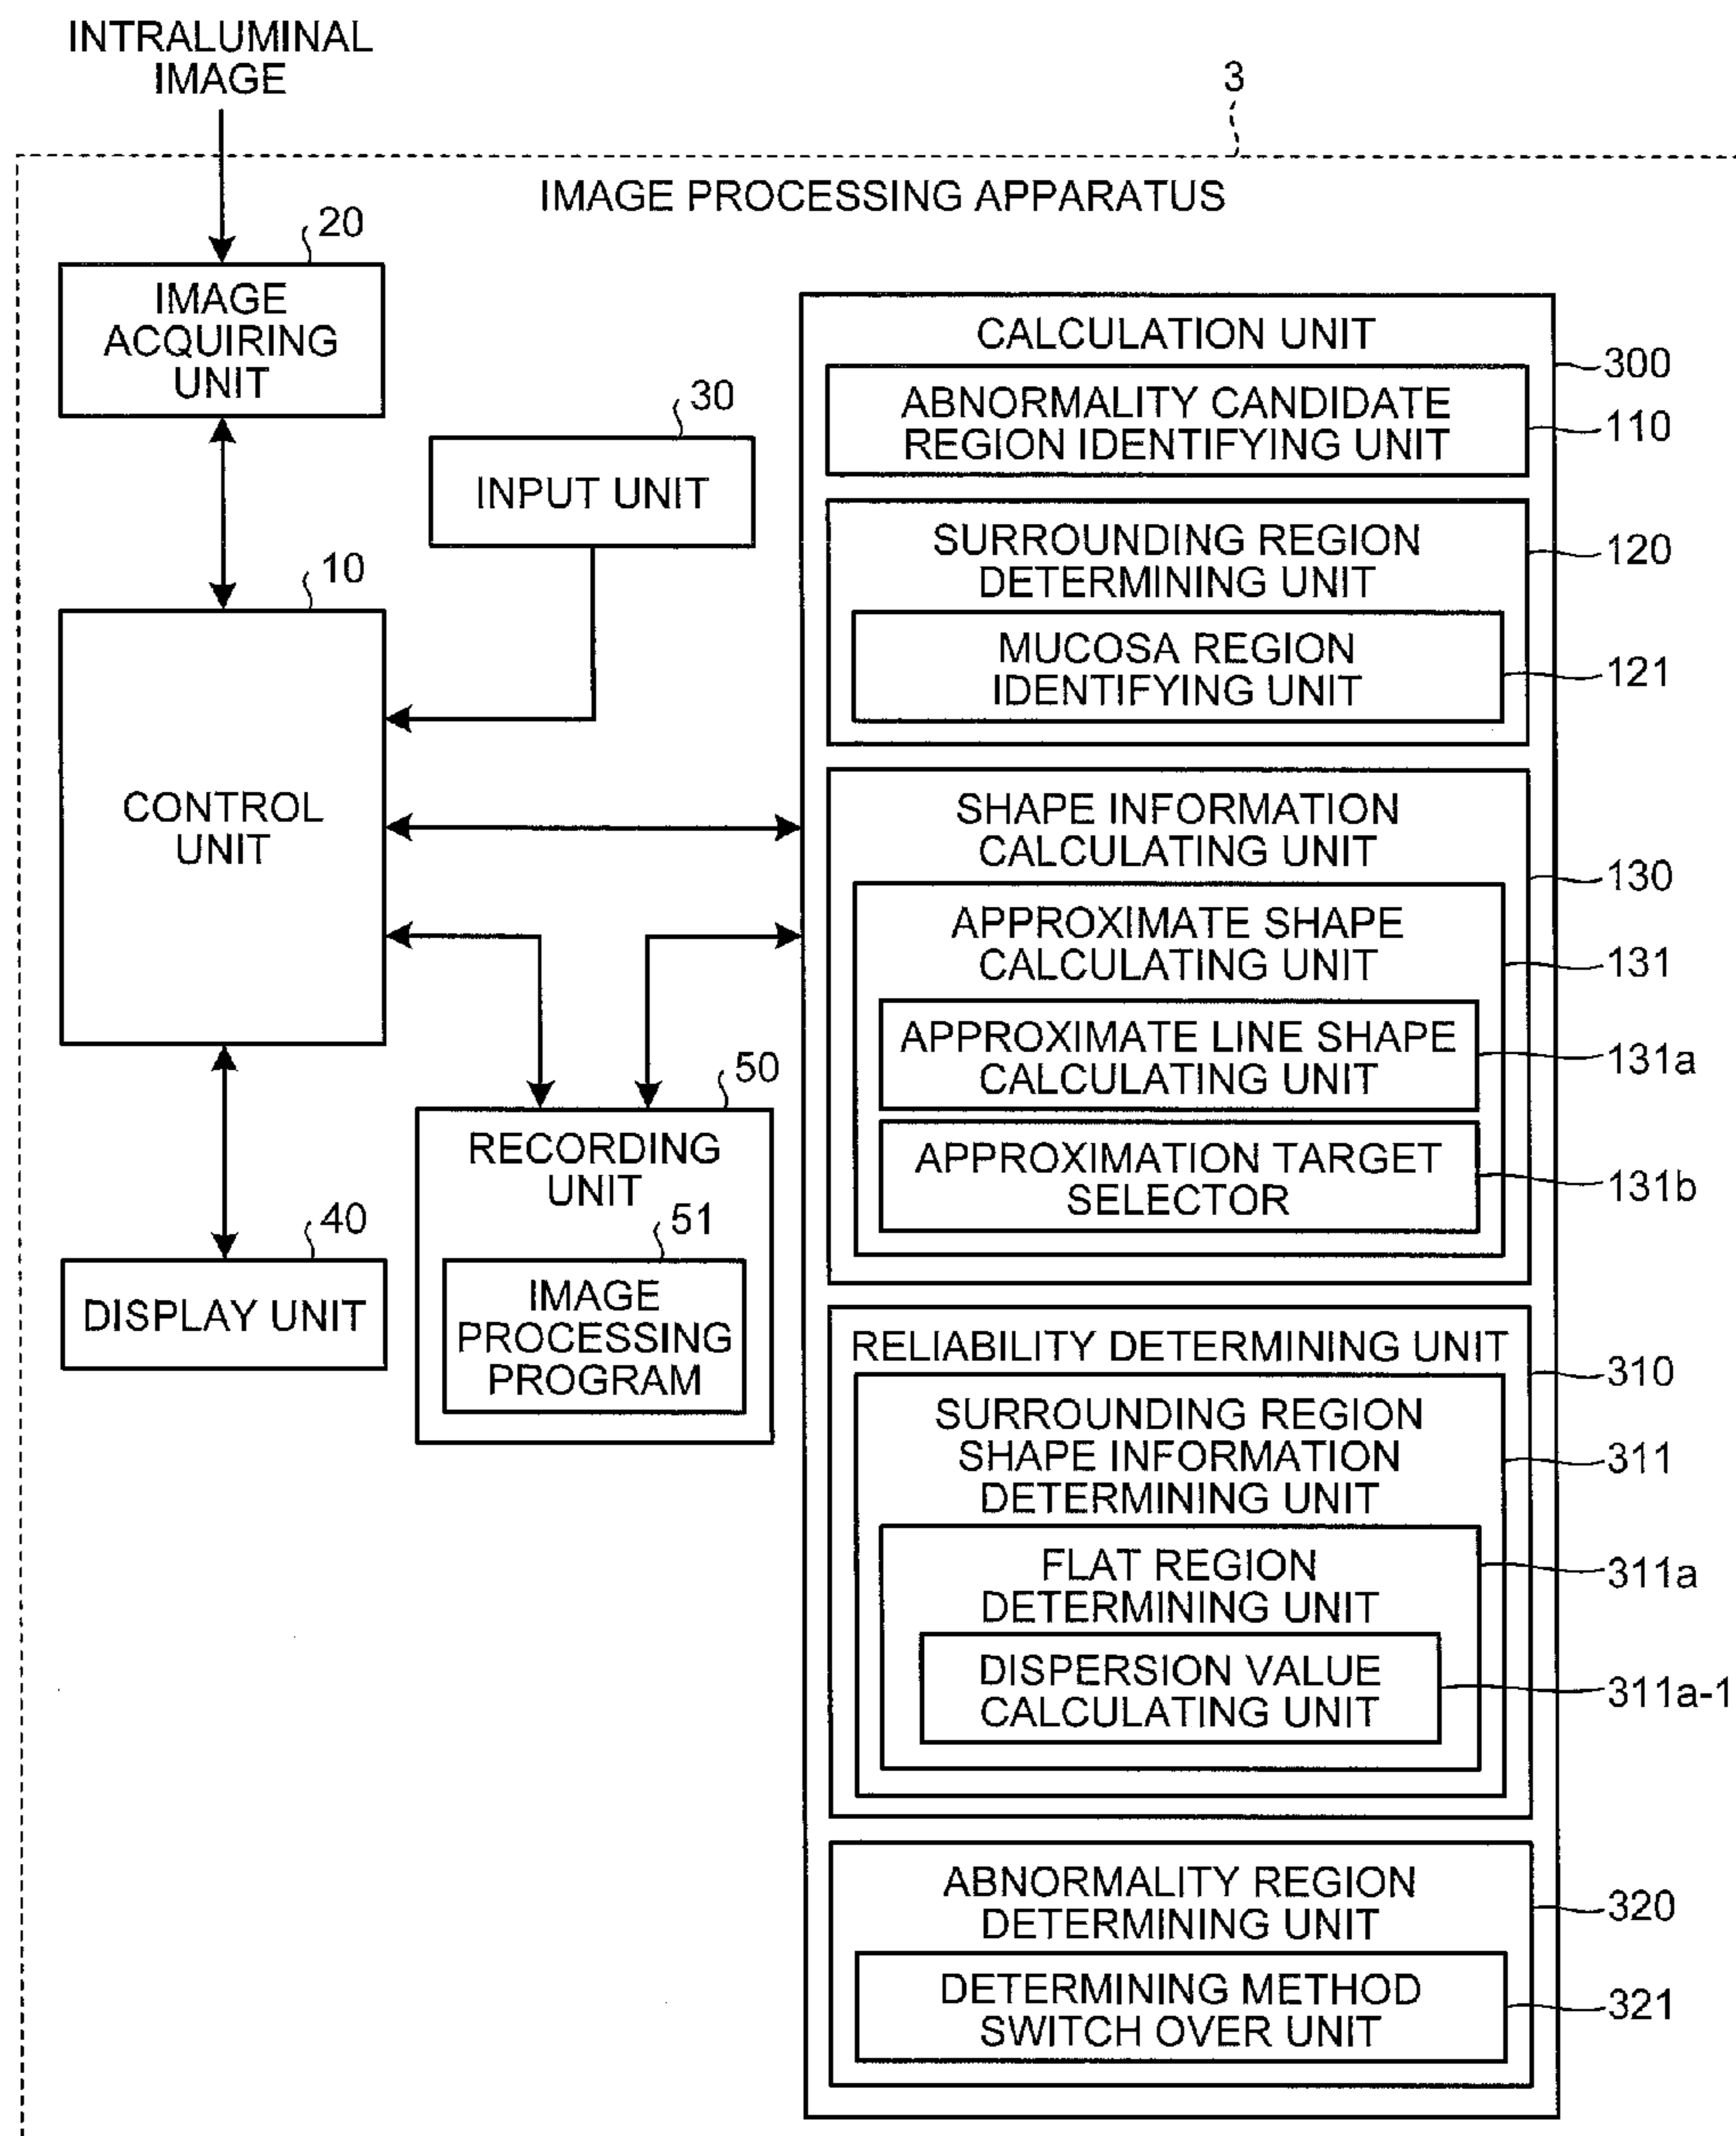 INTRALUMINAL
IMAGE
3
IMAGE PROCESSING APPARATUS
20
IMAGE
ACQUIRING
UNIT
30
INPUT UNIT
10
CONTROL
UNIT
40
DISPLAY UNIT
50
RECORDING
UNIT
51
IMAGE
PROCESSING
PROGRAM
CALCULATION UNIT
300
ABNORMALITY CANDIDATE
REGION IDENTIFYING UNIT
110
SURROUNDING REGION
DETERMINING UNIT
120
MUCOSA REGION
IDENTIFYING UNIT
121
SHAPE INFORMATION
CALCULATING UNIT
130
APPROXIMATE SHAPE
CALCULATING UNIT
131
APPROXIMATE LINE SHAPE
CALCULATING UNIT
131a
APPROXIMATION TARGET
SELECTOR
131b
RELIABILITY DETERMINING UNIT
310
SURROUNDING REGION
SHAPE INFORMATION
DETERMINING UNIT
311
FLAT REGION
DETERMINING UNIT
311a
DISPERSION VALUE
CALCULATING UNIT
311a-1
ABNORMALITY REGION
DETERMINING UNIT
320
DETERMINING METHOD
SWITCH OVER UNIT
321